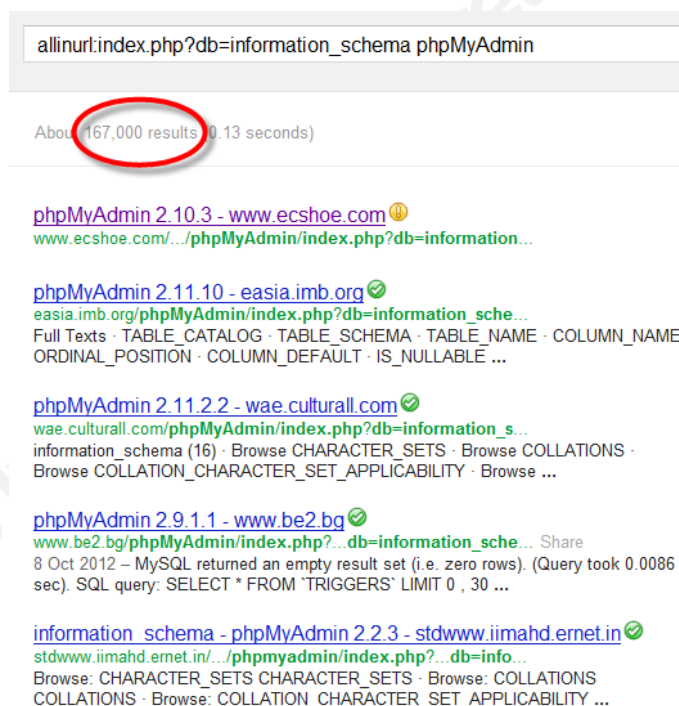 allinurl:index.php?db=information_schema phpMyAdmin
About 167,000 results (0.13 seconds)
phpMyAdmin 2.10.3 - www.ecshoe.com
www.ecshoe.com/.../phpMyAdmin/index.php?db=information...
phpMyAdmin 2.11.10 - easia.imb.org
easia.imb.org/phpMyAdmin/index.php?db=information_sche...
Full Texts · TABLE_CATALOG · TABLE_SCHEMA · TABLE_NAME · COLUMN_NAME
ORDINAL_POSITION · COLUMN_DEFAULT · IS_NULLABLE ...
phpMyAdmin 2.11.2.2 - wae.culturall.com
wae.culturall.com/phpMyAdmin/index.php?db=information_s...
information_schema (16) · Browse CHARACTER_SETS · Browse COLLATIONS ·
Browse COLLATION_CHARACTER_SET_APPLICABILITY · Browse ...
phpMyAdmin 2.9.1.1 - www.be2.bg
www.be2.bg/phpMyAdmin/index.php?...db=information_sche... Share
8 Oct 2012 – MySQL returned an empty result set (i.e. zero rows). (Query took 0.0086
sec). SQL query: SELECT * FROM `TRIGGERS` LIMIT 0 , 30 ...
information_schema - phpMyAdmin 2.2.3 - stdwww.iimahd.ernet.in
stdwww.iimahd.ernet.in/.../phpmyadmin/index.php?...db=info...
Browse: CHARACTER_SETS CHARACTER_SETS · Browse: COLLATIONS
COLLATIONS · Browse: COLLATION_CHARACTER_SET_APPLICABILITY ...